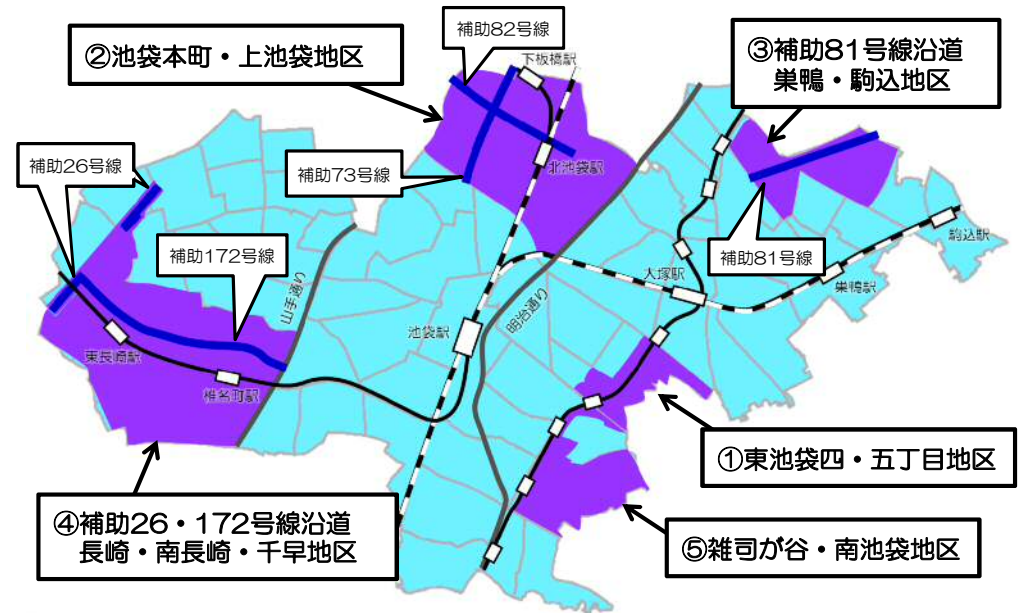 ②池袋本町・上池袋地区
補助82号線
下板橋駅
③補助81号線沿道
巣鴨・駒込地区
補助26号線
補助73号線
北池袋駅
補助172号線
山手通り
明治通り
大塚駅
補助81号線
駒込駅
巣鴨駅
池袋駅
東長崎駅
椎名町駅
①東池袋四・五丁目地区
④補助26・172号線沿道
長崎・南長崎・千早地区
⑤雑司が谷・南池袋地区